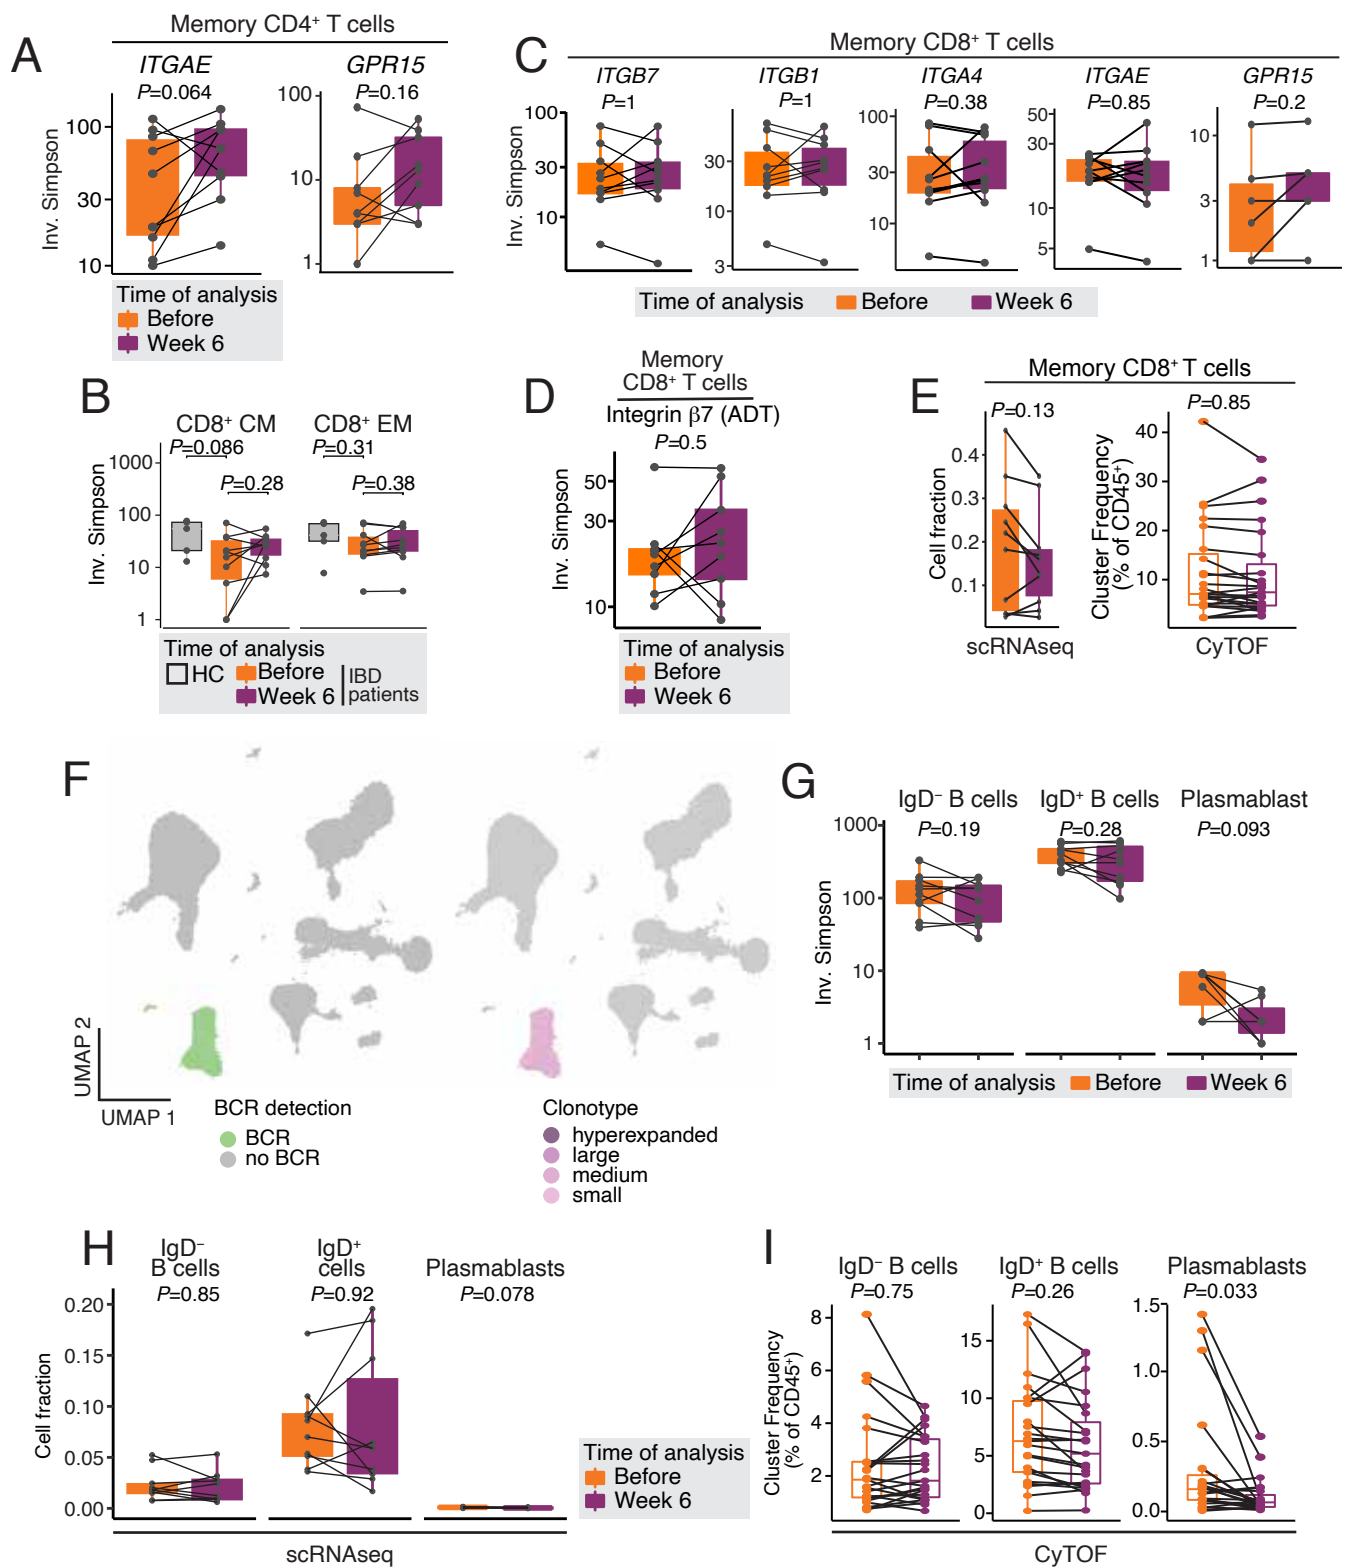 A
Memory CD4⁺ T cells
ITGAE
P=0.064
GPR15
P=0.16
Inv. Simpson
100
30
10
100
10
1
Time of analysis
Before
Week 6
C
Memory CD8⁺ T cells
ITGB7
P=1
ITGB1
P=1
ITGA4
P=0.38
ITGAE
P=0.85
GPR15
P=0.2
Inv. Simpson
100
30
10
30
10
3
100
30
10
50
30
10
5
10
3
1
Time of analysis
Before
Week 6
B
CD8⁺ CM
P=0.086
P=0.28
CD8⁺ EM
P=0.31
P=0.38
Inv. Simpson
1000
100
10
1
Time of analysis
HC
Before
Week 6
IBD
patients
D
Memory
CD8⁺ T cells
Integrin β7 (ADT)
P=0.5
Inv. Simpson
50
30
10
Time of analysis
Before
Week 6
E
Memory CD8⁺ T cells
P=0.13
Cell fraction
0.4
0.3
0.2
0.1
scRNAseq
P=0.85
Cluster Frequency
(% of CD45⁺)
40
30
20
10
CyTOF
F
UMAP 2
UMAP 1
BCR detection
BCR
no BCR
Clonotype
hyperexpanded
large
medium
small
G
IgD⁻ B cells
P=0.19
IgD⁺ B cells
P=0.28
Plasmablast
P=0.093
Inv. Simpson
1000
100
10
1
Time of analysis
Before
Week 6
H
IgD⁻
B cells
P=0.85
IgD⁺
cells
P=0.92
Plasmablasts
P=0.078
Cell fraction
0.20
0.15
0.10
0.05
0.00
scRNAseq
Time of analysis
Before
Week 6
I
IgD⁻ B cells
P=0.75
IgD⁺ B cells
P=0.26
Plasmablasts
P=0.033
Cluster Frequency
(% of CD45⁺)
8
6
4
2
15
10
5
0
1.5
1.0
0.5
0.0
CyTOF